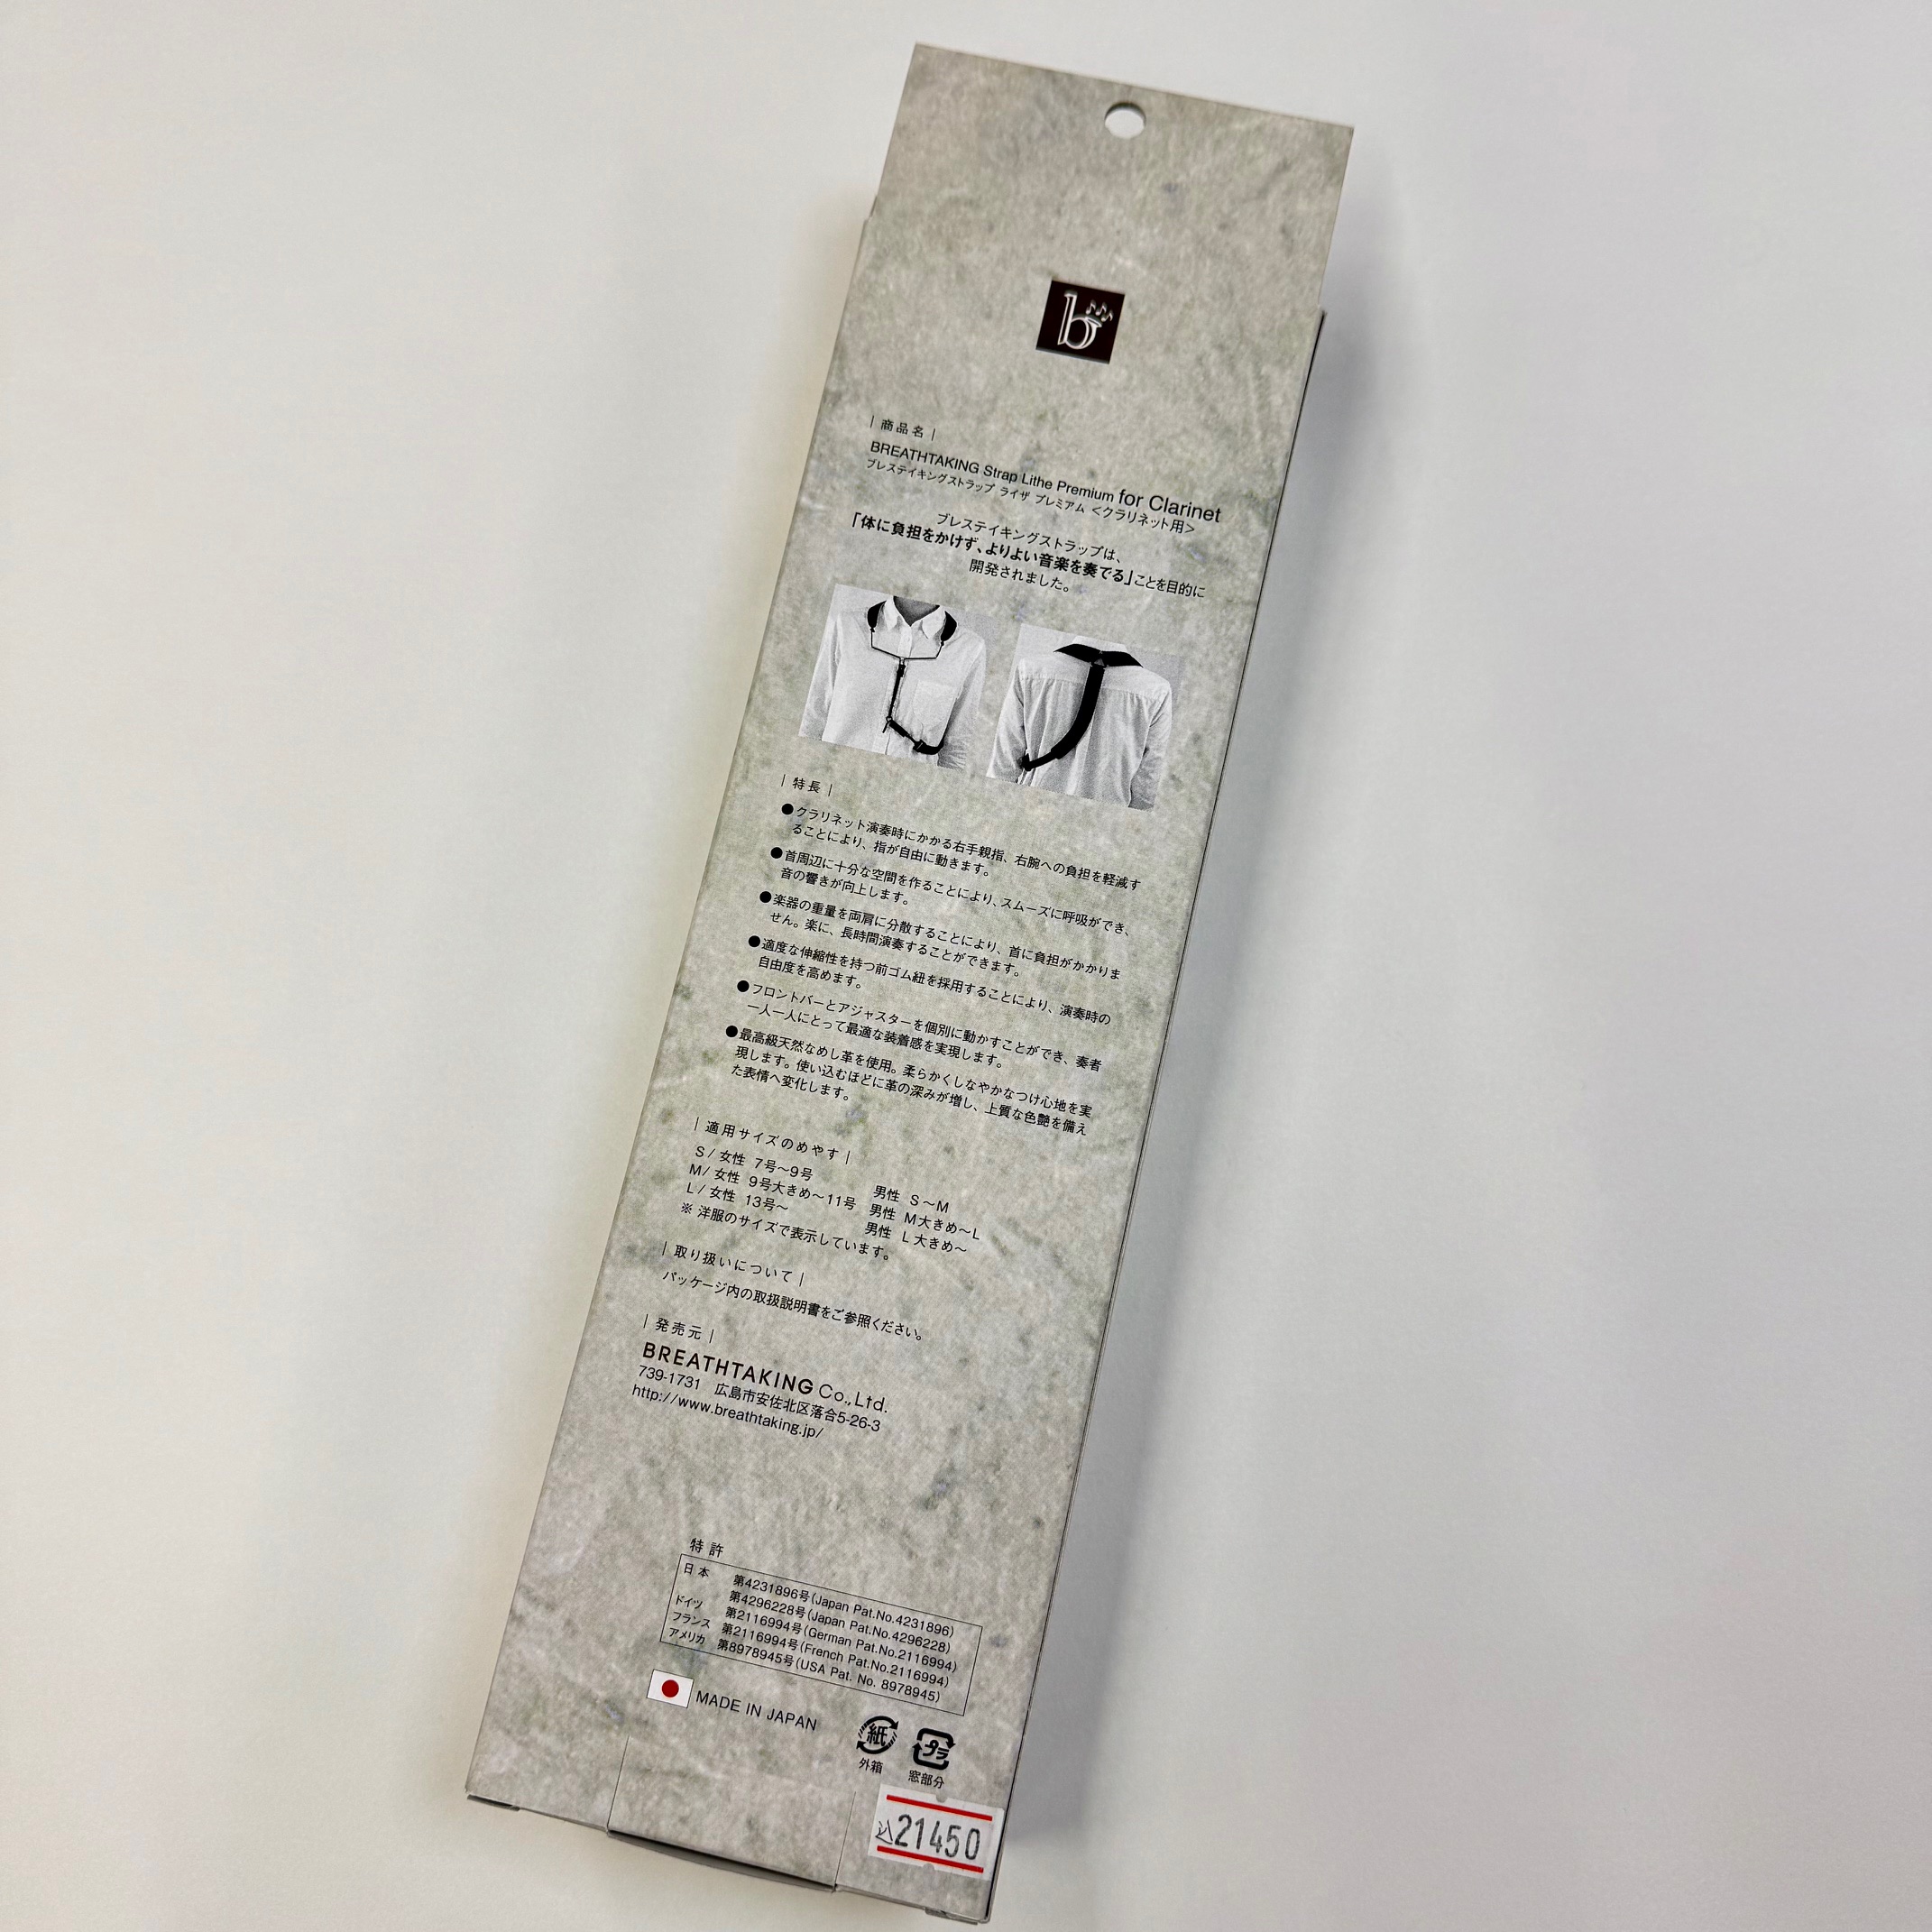 b
| 商品名 |
BREATHTAKING Strap Lithe Premium for Clarinet
ブレステイキングストラップ ライザ プレミアム <クラリネット用>
ブレステイキングストラップは、
「体に負担をかけず、よりよい音楽を奏でる」ことを目的に
開発されました。
| 特長 |
●クラリネット演奏時にかかる右手親指、右腕への負担を軽減す
ることにより、指が自由に動きます。
●首周辺に十分な空間を作ることにより、スムーズに呼吸ができ、
音の響きが向上します。
●楽器の重量を両肩に分散することにより、首に負担がかかりま
せん。楽に、長時間演奏することができます。
●適度な伸縮性を持つ前ゴム紐を採用することにより、演奏時の
自由度を高めます。
●フロントバーとアジャスターを個別に動かすことができ、奏者
一人一人にとって最適な装着感を実現します。
●最高級天然なめし革を使用。柔らかくしなやかなつけ心地を実
現します。使い込むほどに革の深みが増し、上質な色艶を備え
た表情へ変化します。
| 適用サイズのめやす |
S / 女性 7号〜9号 男性 S〜M
M/ 女性 9号大きめ〜11号 男性 M大きめ〜L
L / 女性 13号〜 男性 L 大きめ〜
※ 洋服のサイズで表示しています。
| 取り扱いについて |
パッケージ内の取扱説明書をご参照ください。
| 発売元 |
BREATHTAKING Co.,Ltd.
739-1731 広島市安佐北区落合5-26-3
http://www.breathtaking.jp/
特許
日本 第4231896号(Japan Pat.No.4231896)
第4296228号(Japan Pat.No.4296228)
ドイツ 第2116994号(German Pat.No.2116994)
フランス 第2116994号(French Pat.No.2116994)
アメリカ 第8978945号(USA Pat. No. 8978945)
MADE IN JAPAN
紙
外箱
プラ
窓部分
込21450